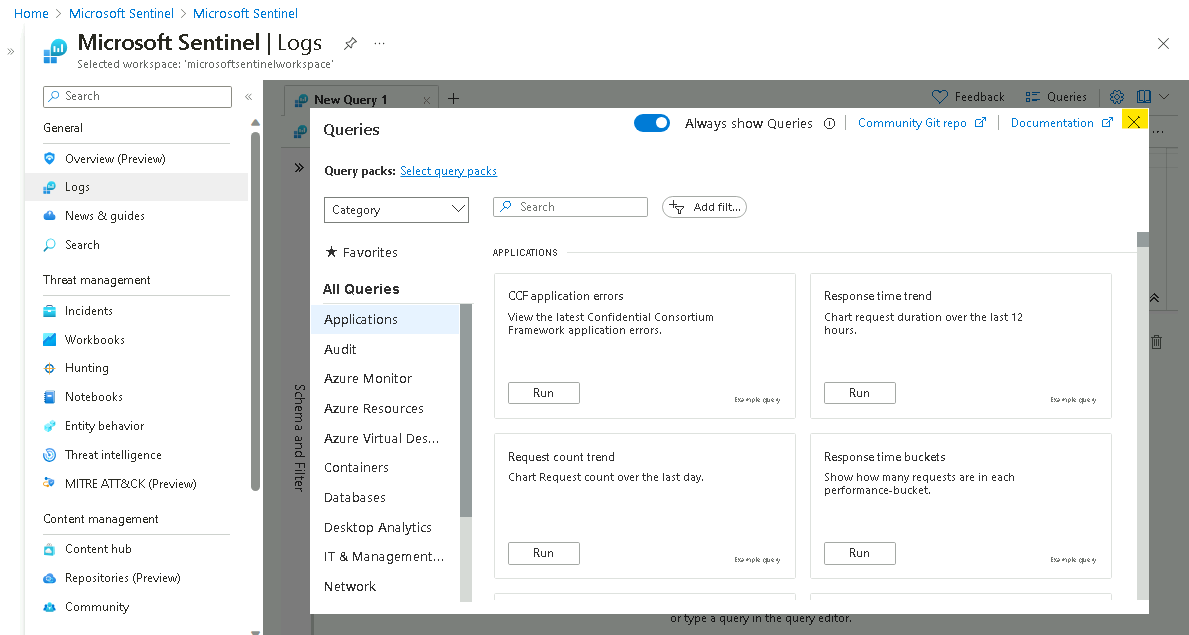 Home > Microsoft Sentinel > Microsoft Sentinel
Microsoft Sentinel | Logs
Selected workspace: 'microsoftsentinelworkspace'
Search
General
Overview (Preview)
Logs
News & guides
Search
Threat management
Incidents
Workbooks
Hunting
Notebooks
Entity behavior
Threat intelligence
MITRE ATT&CK (Preview)
Content management
Content hub
Repositories (Preview)
Community
New Query 1
Feedback
Queries
Schema and Filter
Queries
Always show Queries
Community Git repo
Documentation
Query packs: Select query packs
Category
Search
Add filt...
Favorites
All Queries
Applications
Audit
Azure Monitor
Azure Resources
Azure Virtual Des...
Containers
Databases
Desktop Analytics
IT & Management...
Network
APPLICATIONS
CCF application errors
View the latest Confidential Consortium
Framework application errors.
Run
Example query
Response time trend
Chart request duration over the last 12
hours.
Run
Example query
Request count trend
Chart Request count over the last day.
Run
Example query
Response time buckets
Show how many requests are in each
performance-bucket.
Run
Example query
or type a query in the query editor.